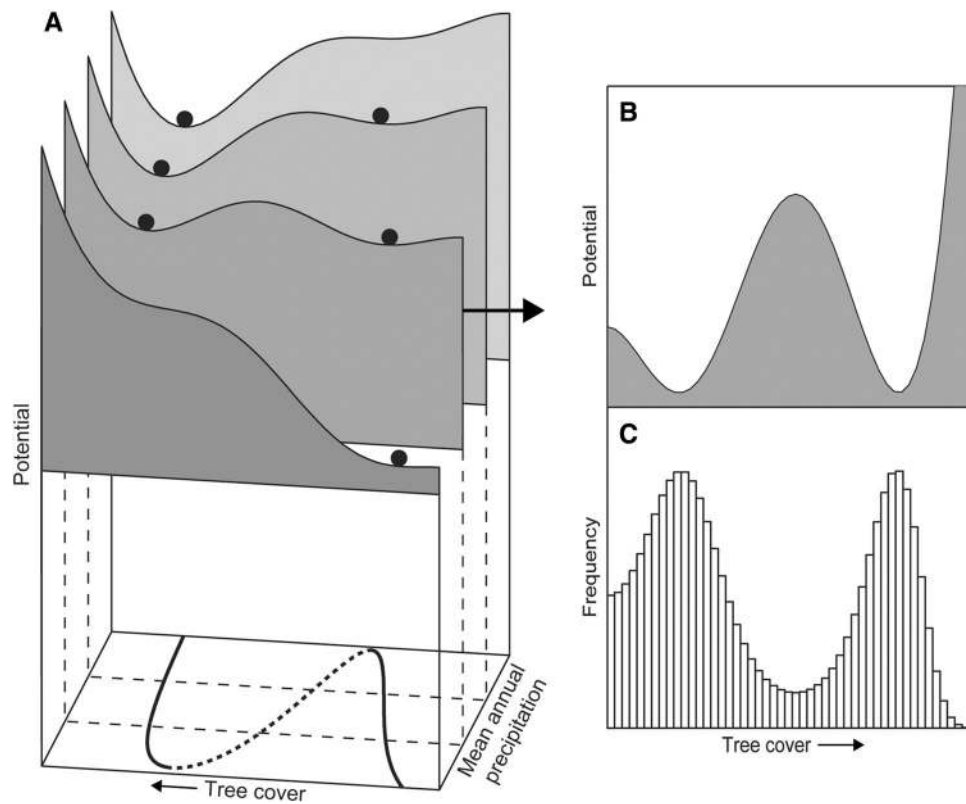 A
Potential
Tree cover
Mean annual
precipitation
B
Potential
C
Frequency
Tree cover